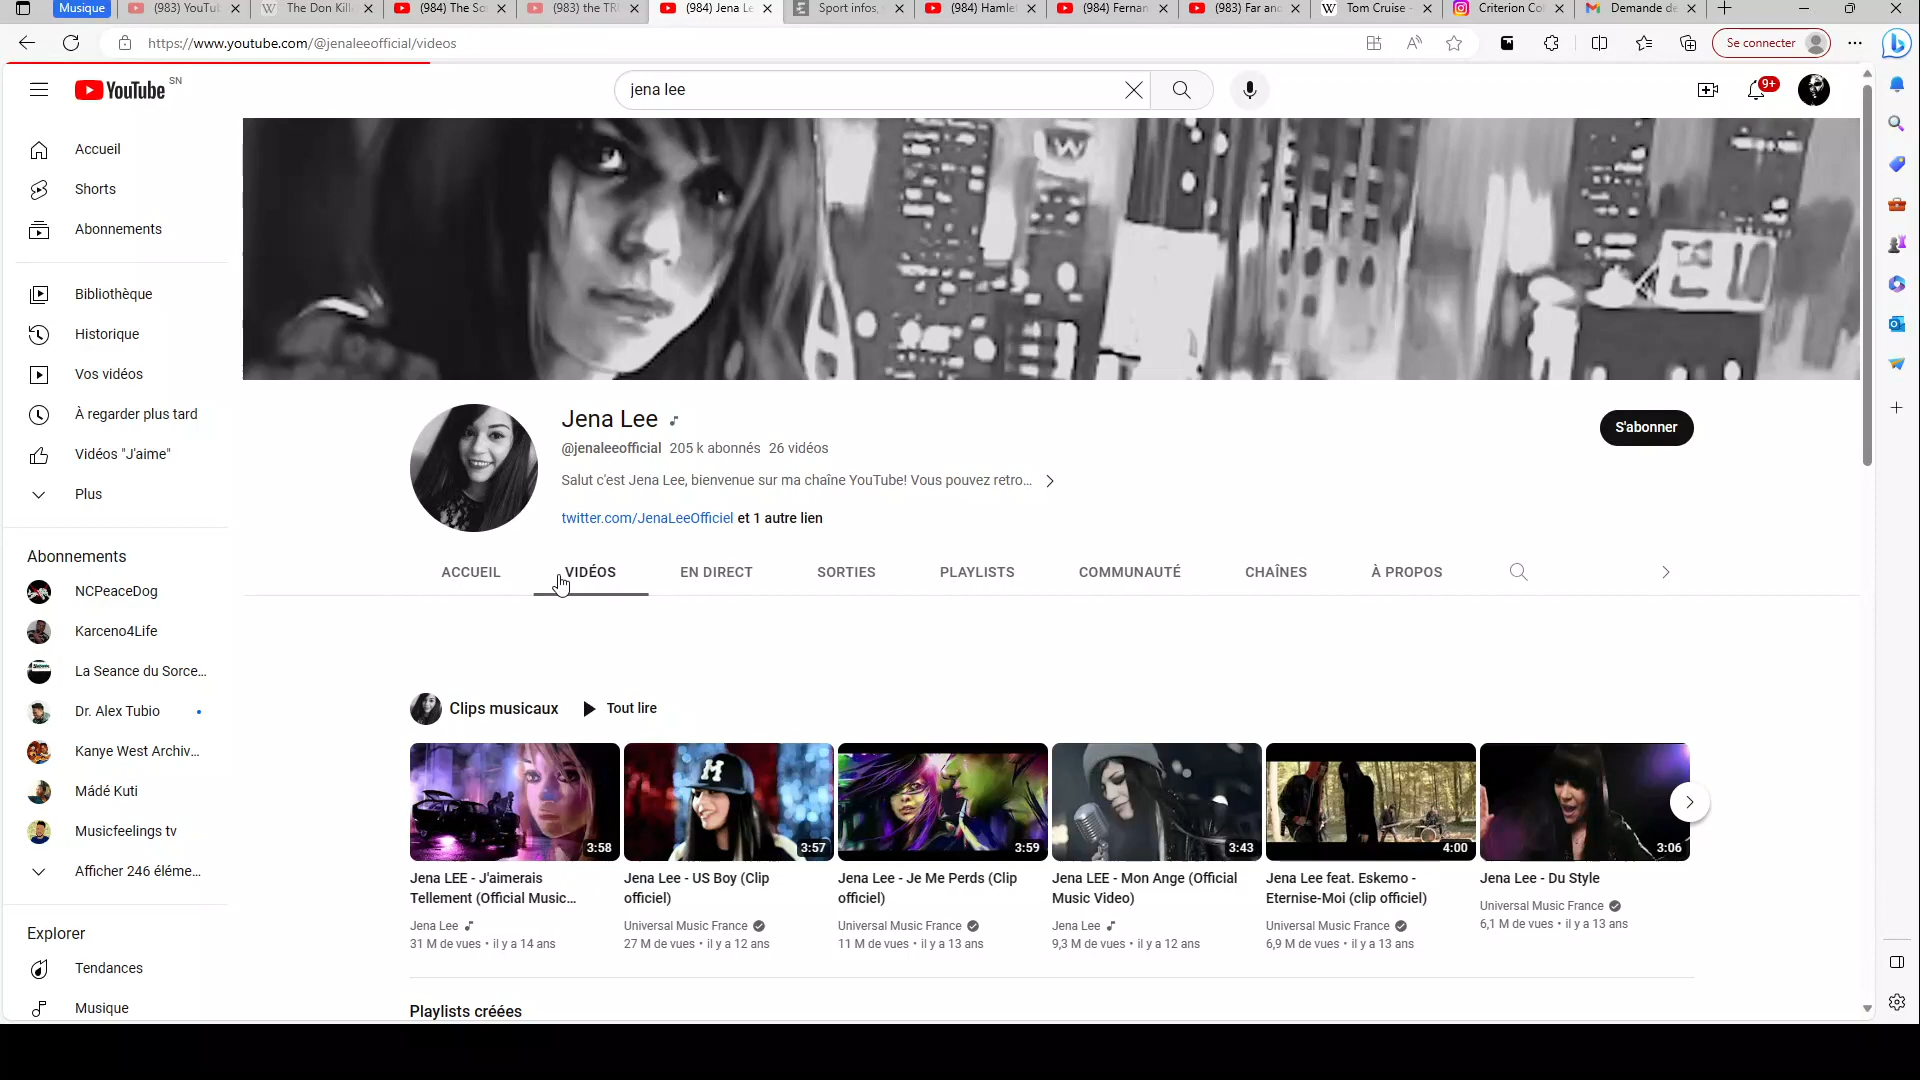 Musique
(983) YouTu
The Don Kill
(984) The So
(983) the TR
(984) Jena Le
Sport infos,
(984) Hamle
(984) Fernan
(983) Far an
Tom Cruise -
Criterion Co
Demande de
https://www.youtube.com/@jenaleeofficial/videos
Se connecter
YouTube SN
jena lee
9+
Accueil
Shorts
Abonnements
Bibliothèque
Historique
Vos vidéos
À regarder plus tard
Vidéos "J'aime"
Plus
Abonnements
NCPeaceDog
Karceno4Life
La Seance du Sorce...
Dr. Alex Tubio
Kanye West Archiv...
Mádé Kuti
Musicfeelings tv
Afficher 246 éléme...
Explorer
Tendances
Musique
Jena Lee
@jenaleeofficial 205 k abonnés 26 vidéos
Salut c'est Jena Lee, bienvenue sur ma chaîne YouTube! Vous pouvez retro...
twitter.com/JenaLeeOfficiel et 1 autre lien
S'abonner
ACCUEIL VIDÉOS EN DIRECT SORTIES PLAYLISTS COMMUNAUTÉ CHAÎNES À PROPOS
Clips musicaux Tout lire
3:58
Jena LEE - J'aimerais
Tellement (Official Music...
Jena Lee
31 M de vues • il y a 14 ans
3:57
Jena Lee - US Boy (Clip
officiel)
Universal Music France
27 M de vues • il y a 12 ans
3:59
Jena Lee - Je Me Perds (Clip
officiel)
Universal Music France
11 M de vues • il y a 13 ans
3:43
Jena LEE - Mon Ange (Official
Music Video)
Jena Lee
9,3 M de vues • il y a 12 ans
4:00
Jena Lee feat. Eskemo -
Eternise-Moi (clip officiel)
Universal Music France
6,9 M de vues • il y a 13 ans
3:06
Jena Lee - Du Style
Universal Music France
6,1 M de vues • il y a 13 ans
Playlists créées